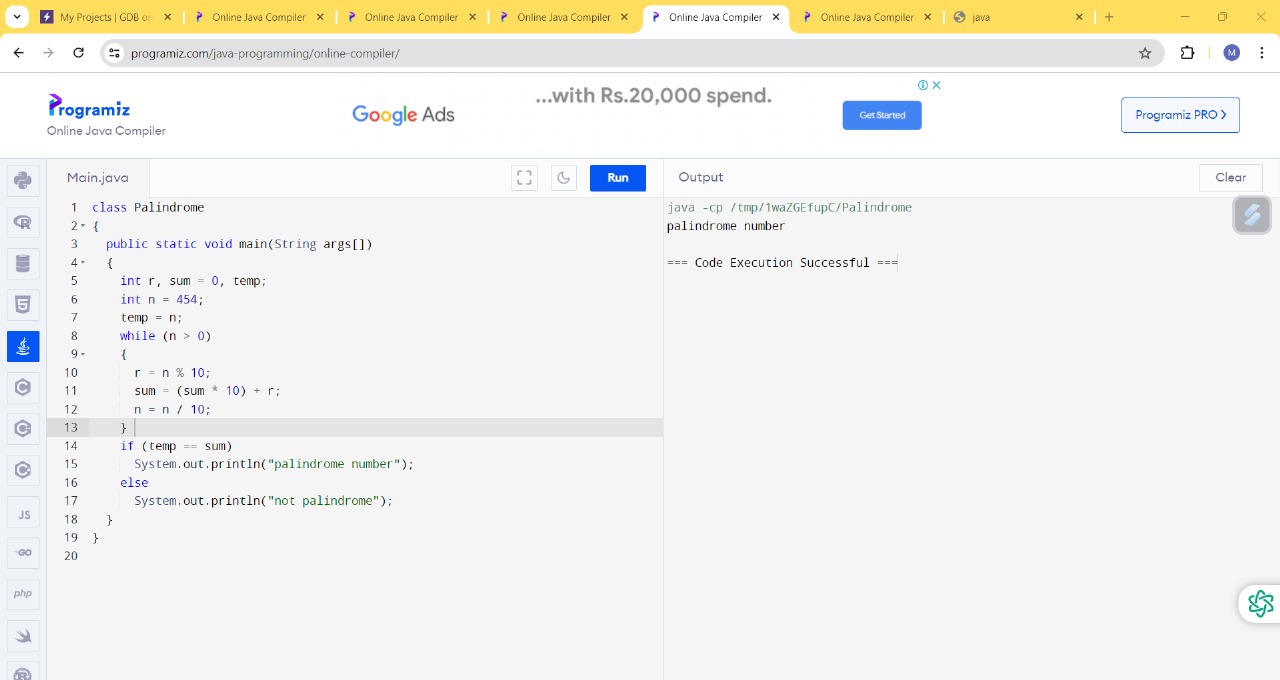 My Projects | GDB on
Online Java Compiler
Online Java Compiler
Online Java Compiler
Online Java Compiler
Online Java Compiler
java
programiz.com/java-programming/online-compiler/
M
Programiz
Online Java Compiler
Google Ads
...with Rs.20,000 spend.
Get Started
Programiz PRO >
Main.java
Run
Output
Clear
1 class Palindrome
2 {
3 public static void main(String args[])
4 {
5 int r, sum = 0, temp;
6 int n = 454;
7 temp = n;
8 while (n > 0)
9 {
10 r = n % 10;
11 sum = (sum * 10) + r;
12 n = n / 10;
13 }
14 if (temp == sum)
15 System.out.println("palindrome number");
16 else
17 System.out.println("not palindrome");
18 }
19 }
20
java -cp /tmp/1waZGEfupC/Palindrome
palindrome number
=== Code Execution Successful ===
R
5
C
C
C
JS
GO
php